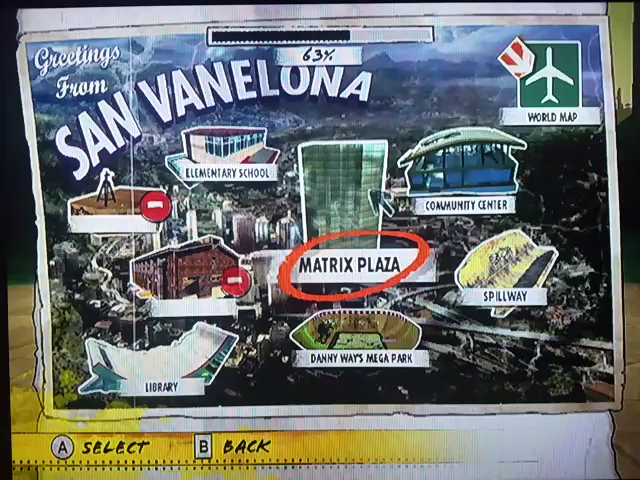 Greetings
From
SAN VANELONA
63%
WORLD MAP
ELEMENTARY SCHOOL
COMMUNITY CENTER
MATRIX PLAZA
SPILLWAY
DANNY WAY'S MEGA PARK
LIBRARY
A SELECT B BACK